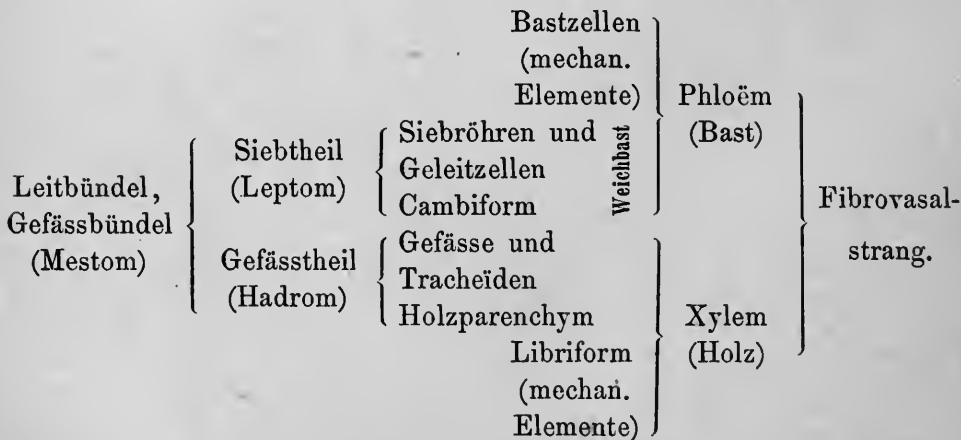 Bastzellen
(mechan.
Elemente)
Phloëm
(Bast)
Siebröhren und
Geleitzellen
Cambiform
Weichbast
Siebtheil
(Leptom)
Leitbündel,
Gefässbündel
(Mestom)
Fibrovasal-
strang.
Gefässtheil
(Hadrom)
Gefässe und
Tracheïden
Holzparenchym
Libriform
(mechan.
Elemente)
Xylem
(Holz)